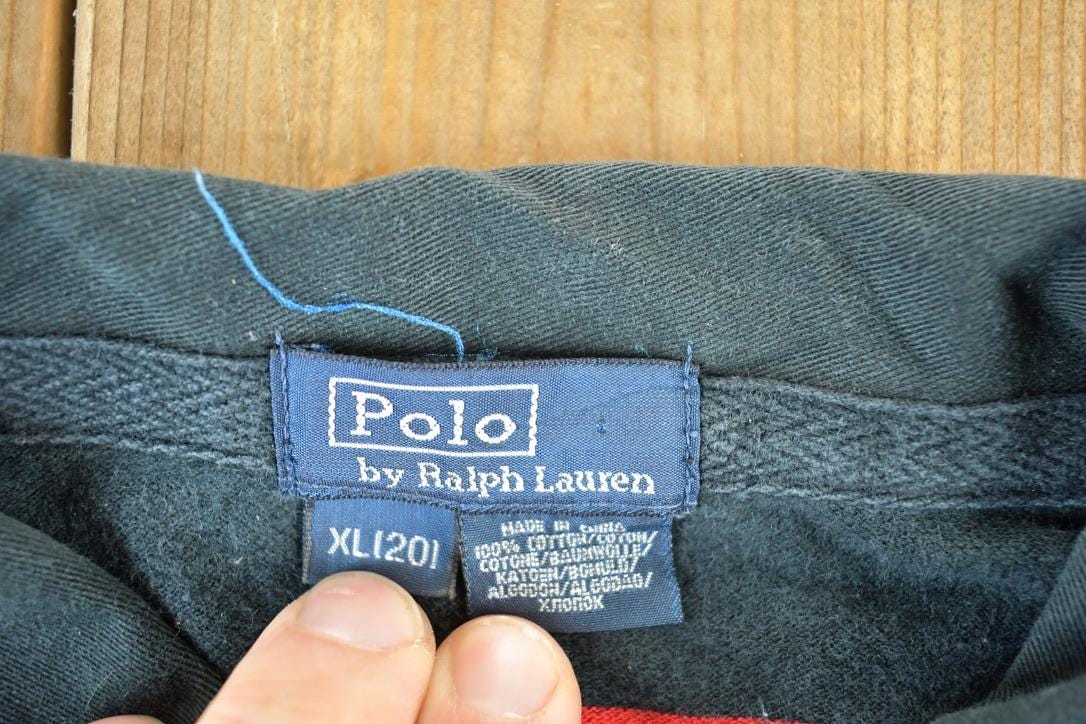 Polo
by Ralph Lauren
XL(20)
MADE IN CHINA
100% COTTON/COTON/
COTONE/BAUMWOLLE/
KATOEN/BOMULD/
ALGODON/ALGODAO/
ХЛОПОК